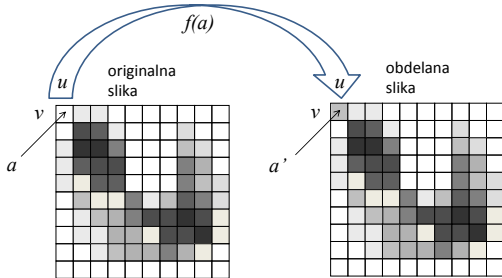 f(a)
u
originalna
slika
u
obdelana
slika
v
v
a
a'